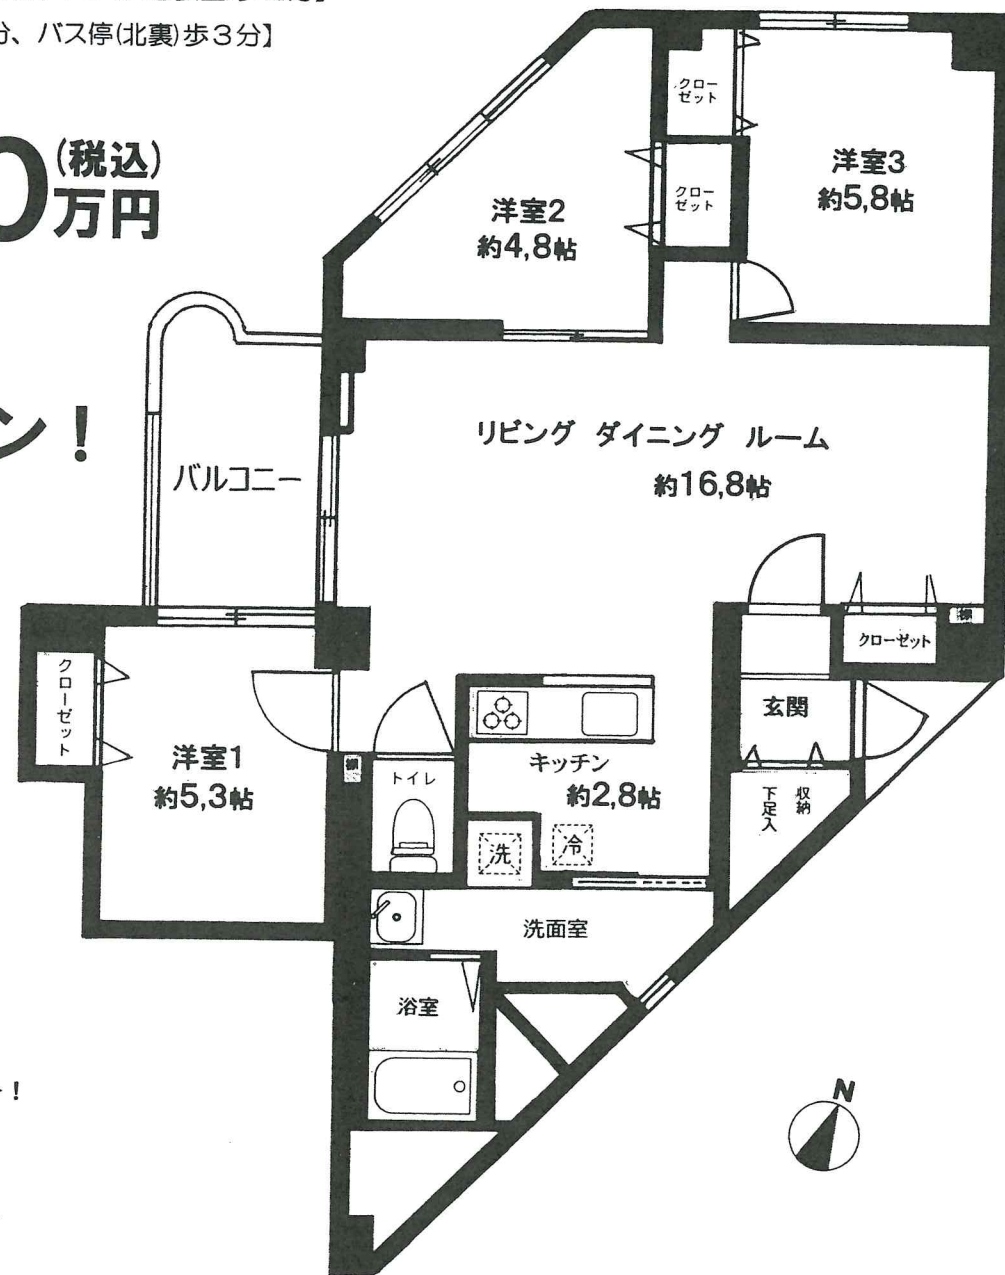 分、バス停(北裏)歩3分】
0(税込)
万円
ン!
クロー
ゼット
洋室3
約5,8帖
クロー
ゼット
洋室2
約4,8帖
リビング ダイニング ルーム
約16,8帖
バルコニー
棚
クローゼット
クローゼット
玄関
洋室1
約5,3帖
棚
トイレ
キッチン
約2,8帖
収納
下足入
洗
冷
洗面室
浴室
!
N